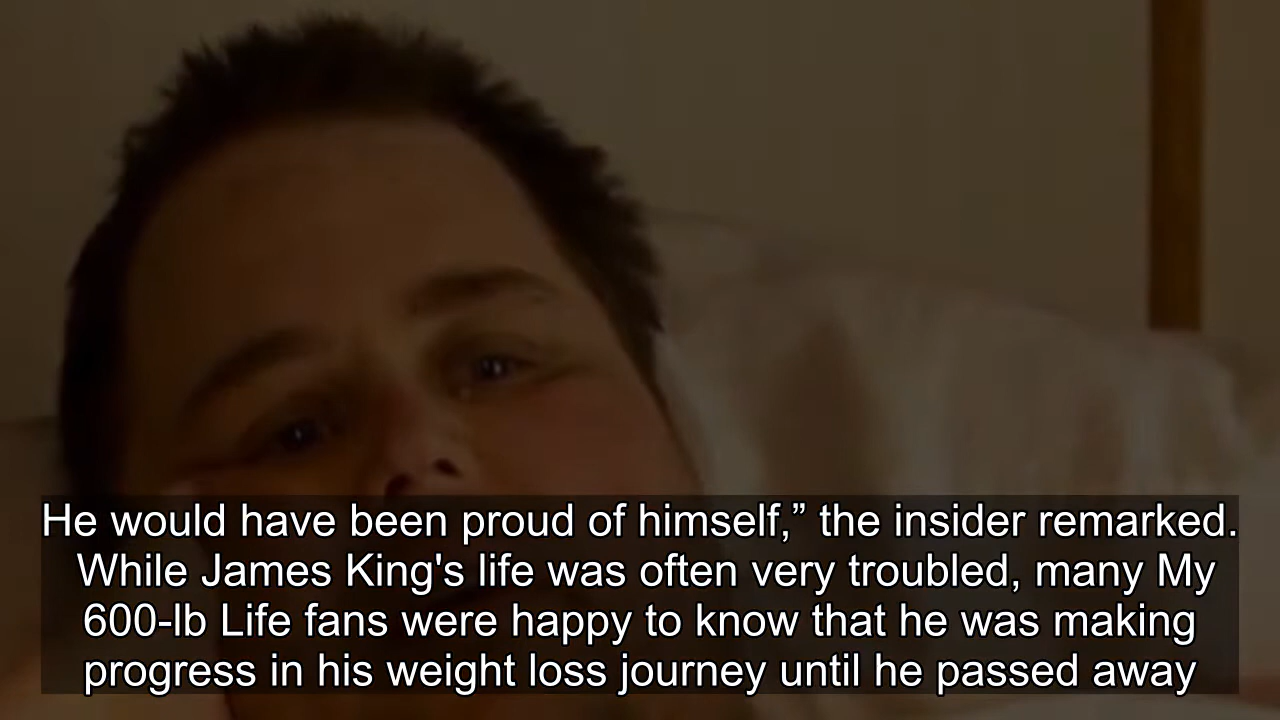 He would have been proud of himself,” the insider remarked.
While James King's life was often very troubled, many My
600-lb Life fans were happy to know that he was making
progress in his weight loss journey until he passed away